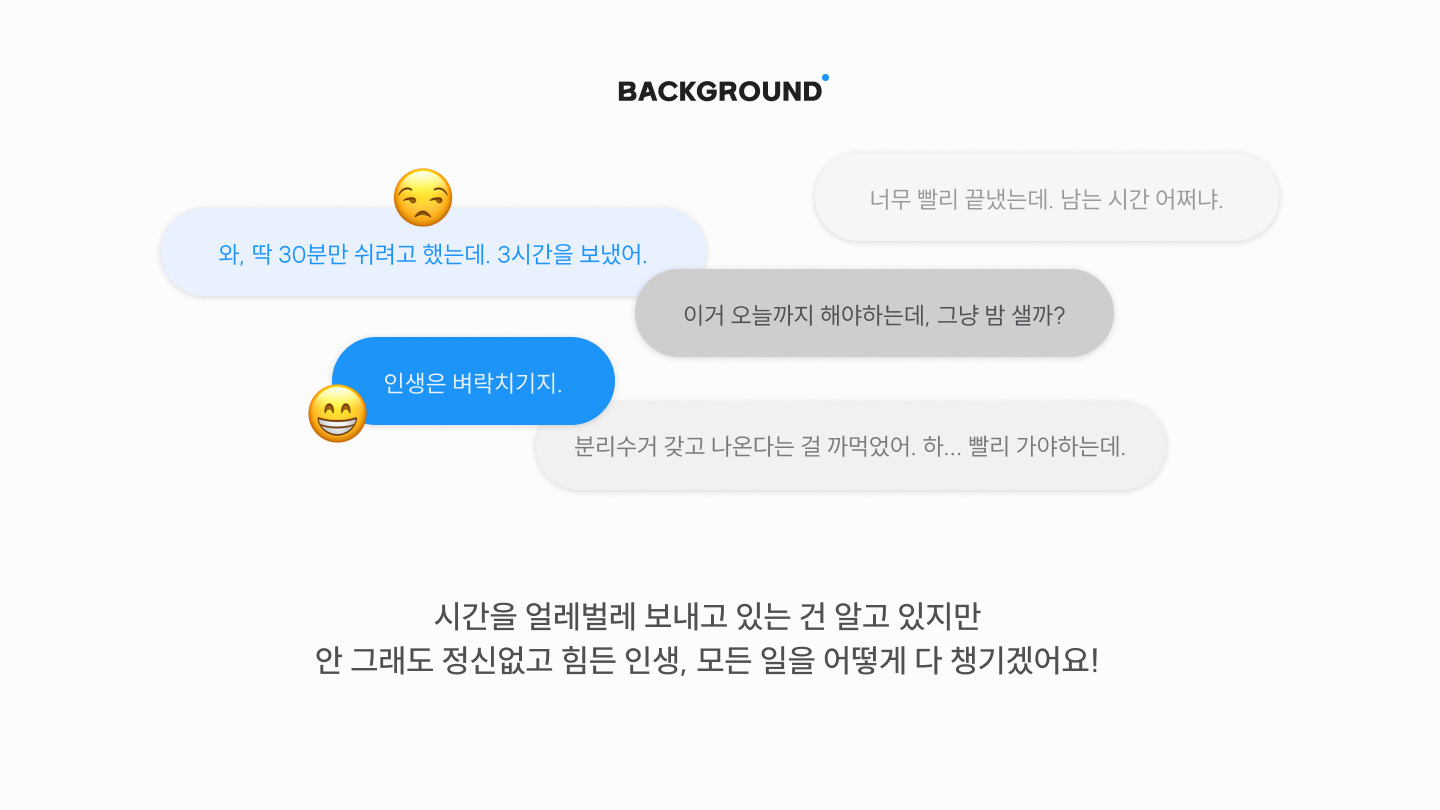 BACKGROUND
너무 빨리 끝냈는데. 남는 시간 어쩌냐.
와, 딱 30분만 쉬려고 했는데. 3시간을 보냈어.
이거 오늘까지 해야하는데, 그냥 밤 샐까?
인생은 벼락치기지.
분리수거 갖고 나온다는 걸 까먹었어. 하... 빨리 가야하는데.
시간을 얼레벌레 보내고 있는 건 알고 있지만
안 그래도 정신없고 힘든 인생, 모든 일을 어떻게 다 챙기겠어요!